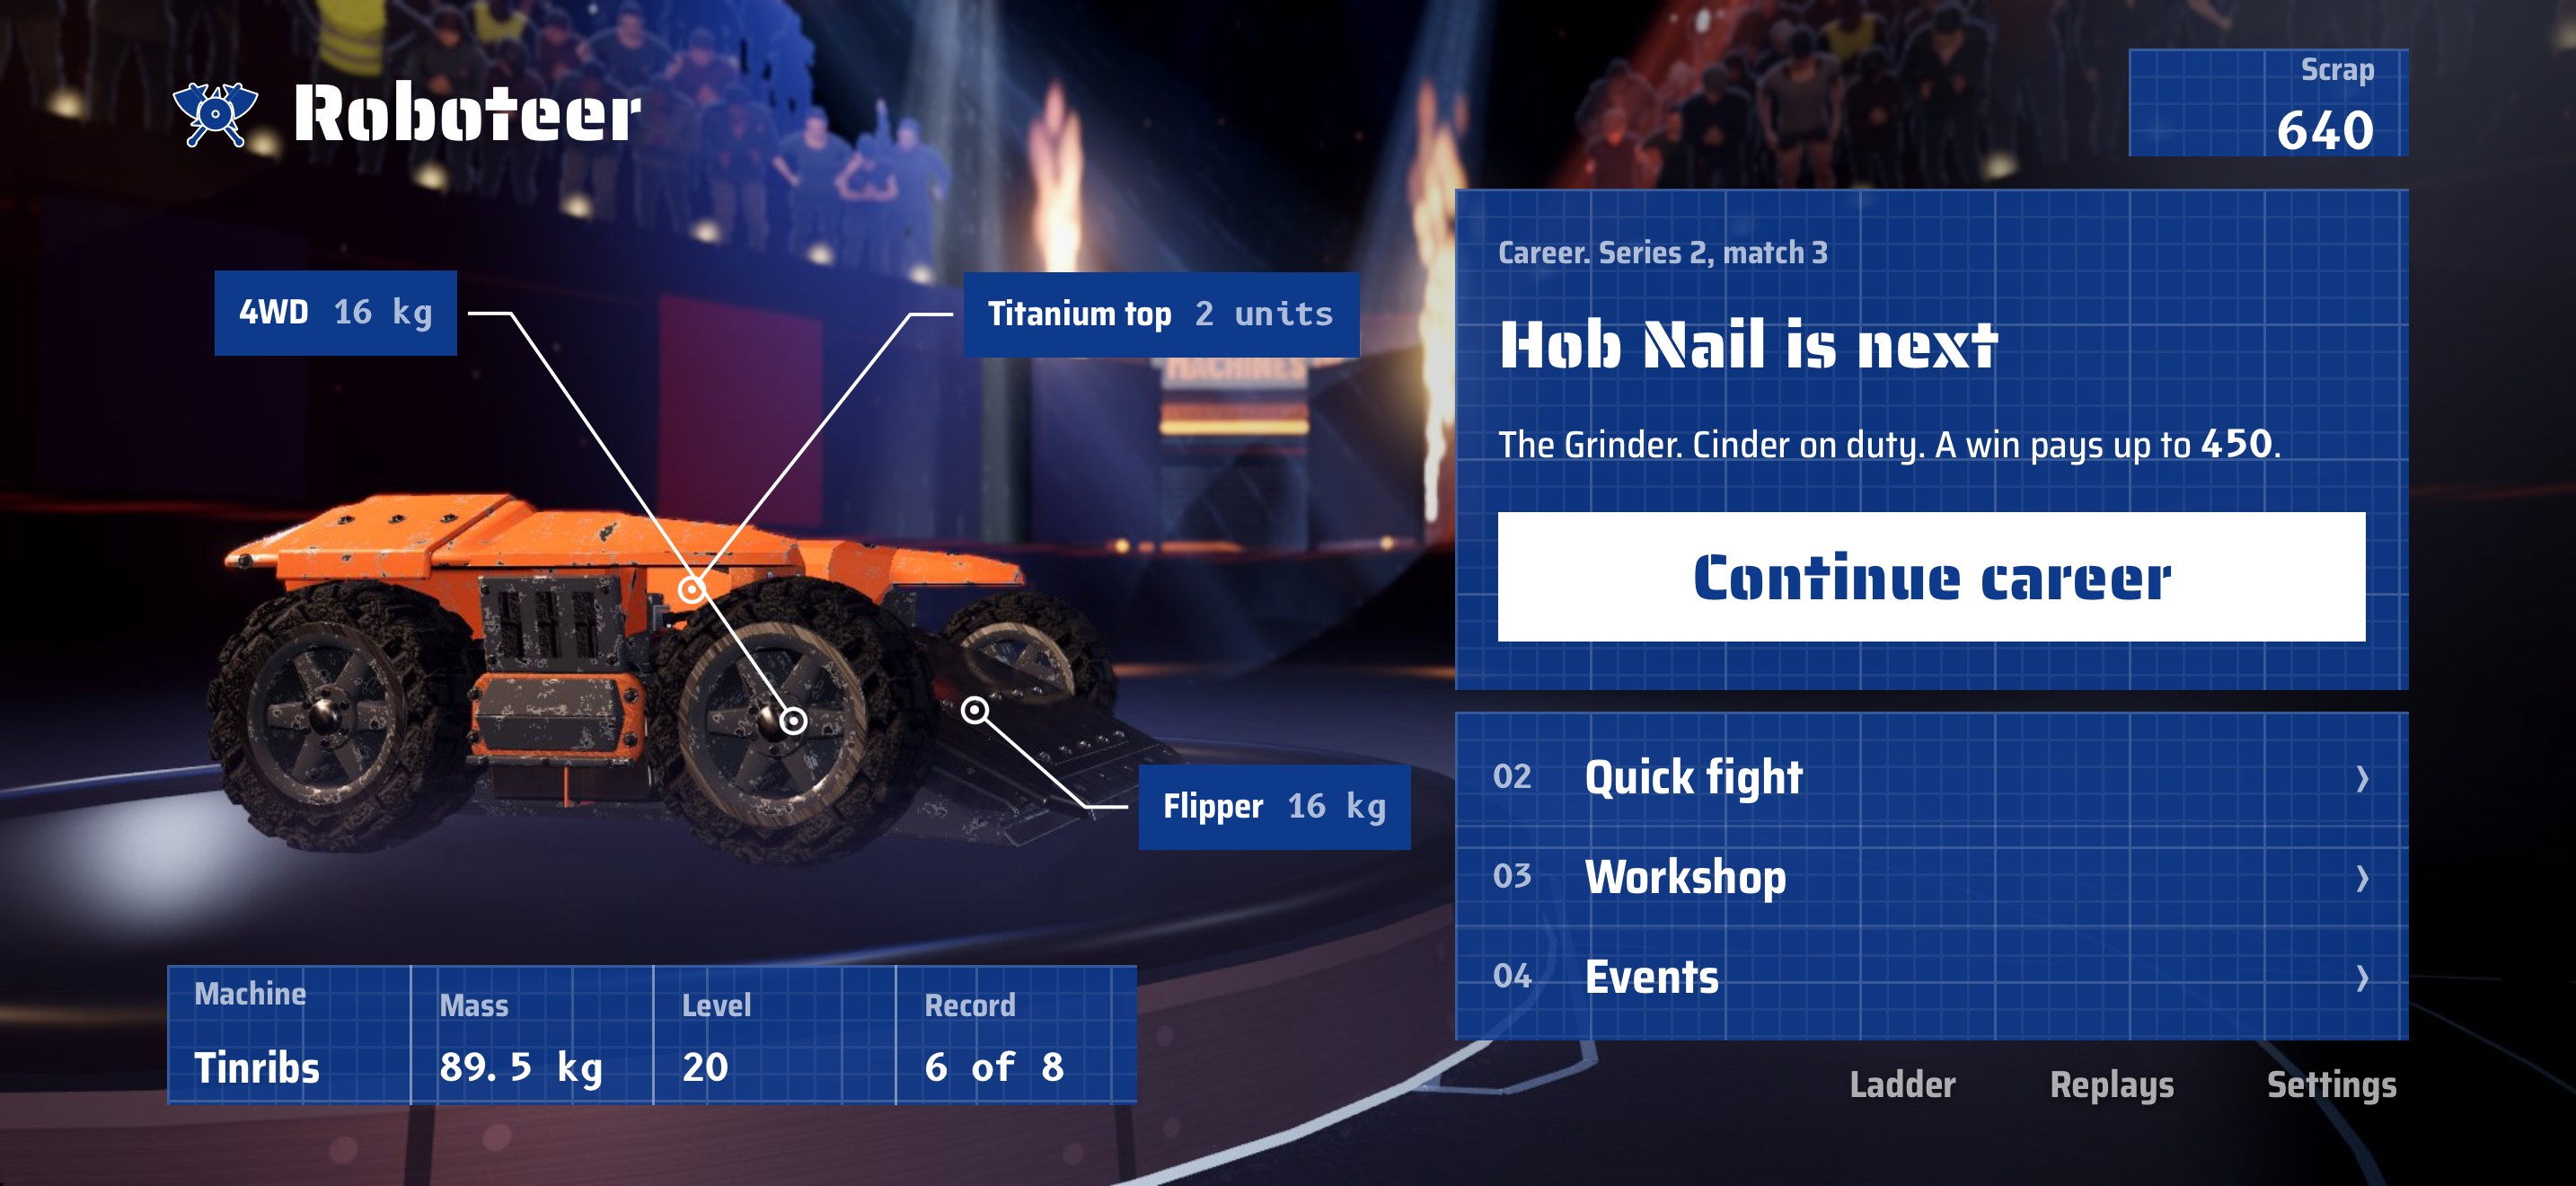 Roboteer
Scrap
640
4WD 16 kg
Titanium top 2 units
MACHINES
Flipper 16 kg
Career. Series 2, match 3
Hob Nail is next
The Grinder. Cinder on duty. A win pays up to 450.
Continue career
02 Quick fight ›
03 Workshop ›
04 Events ›
Machine
Tinribs
Mass
89.5 kg
Level
20
Record
6 of 8
Ladder Replays Settings